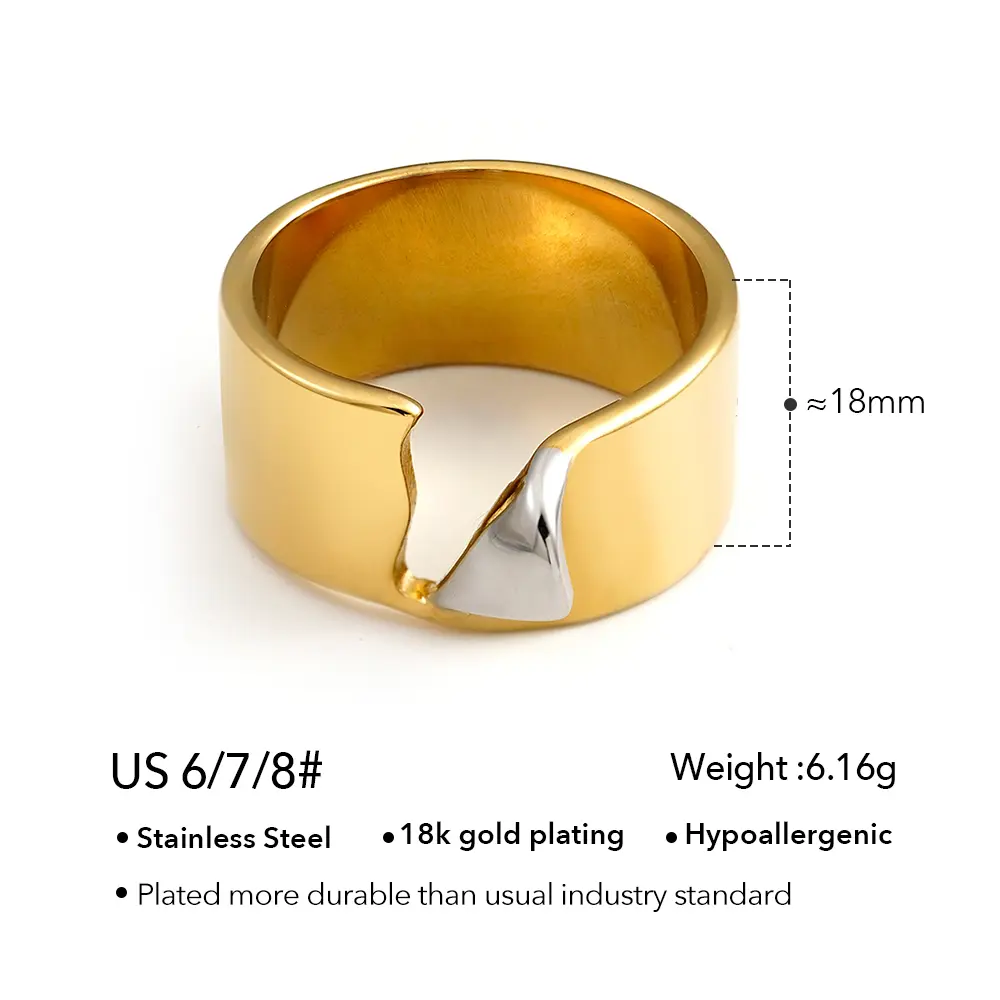 ≈18mm
US 6/7/8#
Weight :6.16g
• Stainless Steel
• 18k gold plating
• Hypoallergenic
• Plated more durable than usual industry standard